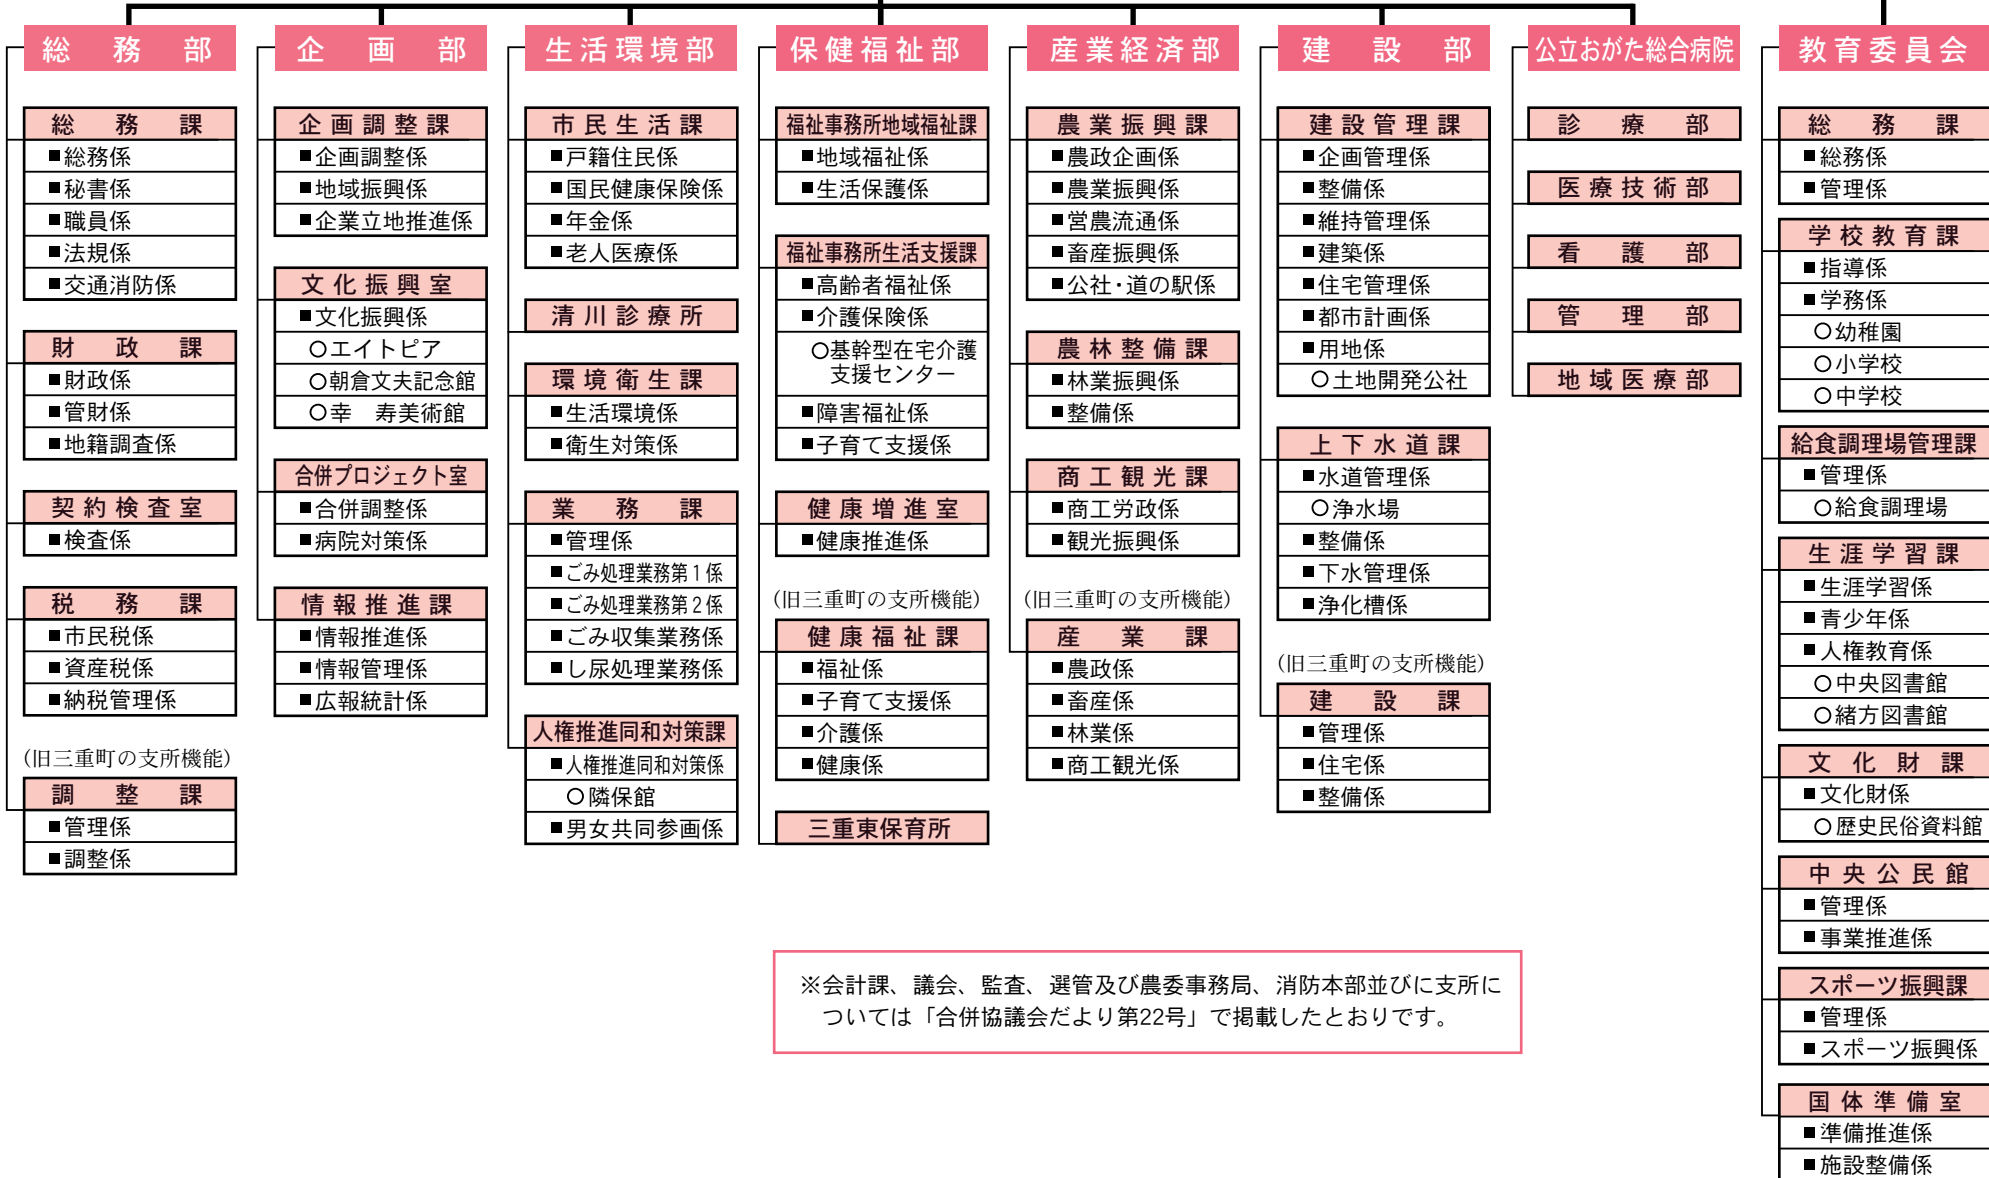 総務部
総務課
■総務係
■秘書係
■職員係
■法規係
■交通消防係
財政課
■財政係
■管財係
■地籍調査係
契約検査室
■検査係
税務課
■市民税係
■資産税係
■納税管理係
(旧三重町の支所機能)
調整課
■管理係
■調整係
企画部
企画調整課
■企画調整係
■地域振興係
■企業立地推進係
文化振興室
■文化振興係
○エイトピア
○朝倉文夫記念館
○幸　寿美術館
合併プロジェクト室
■合併調整係
■病院対策係
情報推進課
■情報推進係
■情報管理係
■広報統計係
生活環境部
市民生活課
■戸籍住民係
■国民健康保険係
■年金係
■老人医療係
清川診療所
環境衛生課
■生活環境係
■衛生対策係
業務課
■管理係
■ごみ処理業務第1係
■ごみ処理業務第2係
■ごみ収集業務係
■し尿処理業務係
人権推進同和対策課
■人権推進同和対策係
○隣保館
■男女共同参画係
保健福祉部
福祉事務所地域福祉課
■地域福祉係
■生活保護係
福祉事務所生活支援課
■高齢者福祉係
■介護保険係
○基幹型在宅介護
支援センター
■障害福祉係
■子育て支援係
健康増進室
■健康推進係
(旧三重町の支所機能)
健康福祉課
■福祉係
■子育て支援係
■介護係
■健康係
三重東保育所
産業経済部
農業振興課
■農政企画係
■農業振興係
■営農流通係
■畜産振興係
■公社・道の駅係
農林整備課
■林業振興係
■整備係
商工観光課
■商工労政係
■観光振興係
(旧三重町の支所機能)
産業課
■農政係
■畜産係
■林業係
■商工観光係
建設部
建設管理課
■企画管理係
■整備係
■維持管理係
■建築係
■住宅管理係
■都市計画係
■用地係
○土地開発公社
上下水道課
■水道管理係
○浄水場
■整備係
■下水管理係
■浄化槽係
(旧三重町の支所機能)
建設課
■管理係
■住宅係
■整備係
公立おがた総合病院
診療部
医療技術部
看護部
管理部
地域医療部
教育委員会
総務課
■総務係
■管理係
学校教育課
■指導係
■学務係
○幼稚園
○小学校
○中学校
給食調理場管理課
■管理係
○給食調理場
生涯学習課
■生涯学習係
■青少年係
■人権教育係
○中央図書館
○緒方図書館
文化財課
■文化財係
○歴史民俗資料館
中央公民館
■管理係
■事業推進係
スポーツ振興課
■管理係
■スポーツ振興係
国体準備室
■準備推進係
■施設整備係
※会計課、議会、監査、選管及び農委事務局、消防本部並びに支所に
ついては「合併協議会だより第22号」で掲載したとおりです。